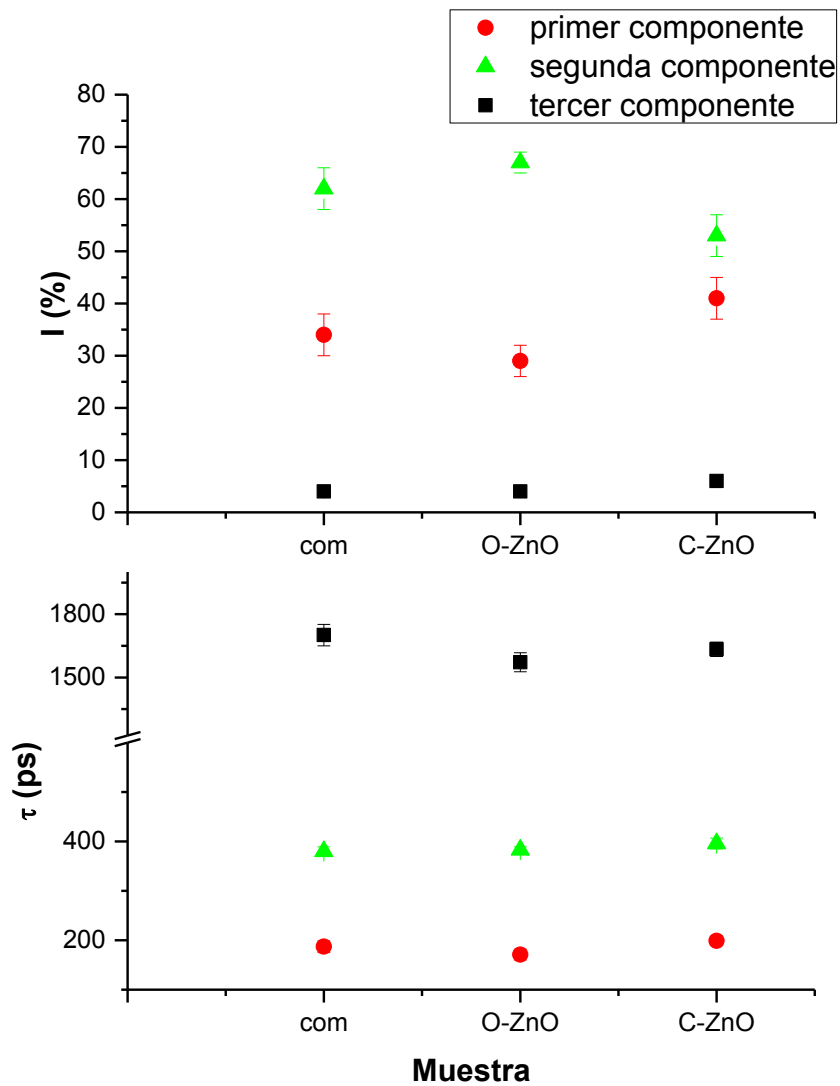 primer componente
segunda componente
tercer componente
80
70
60
50
40
30
20
10
0
I (%)
com O-ZnO C-ZnO
1800
1500
400
200
τ (ps)
com O-ZnO C-ZnO
Muestra